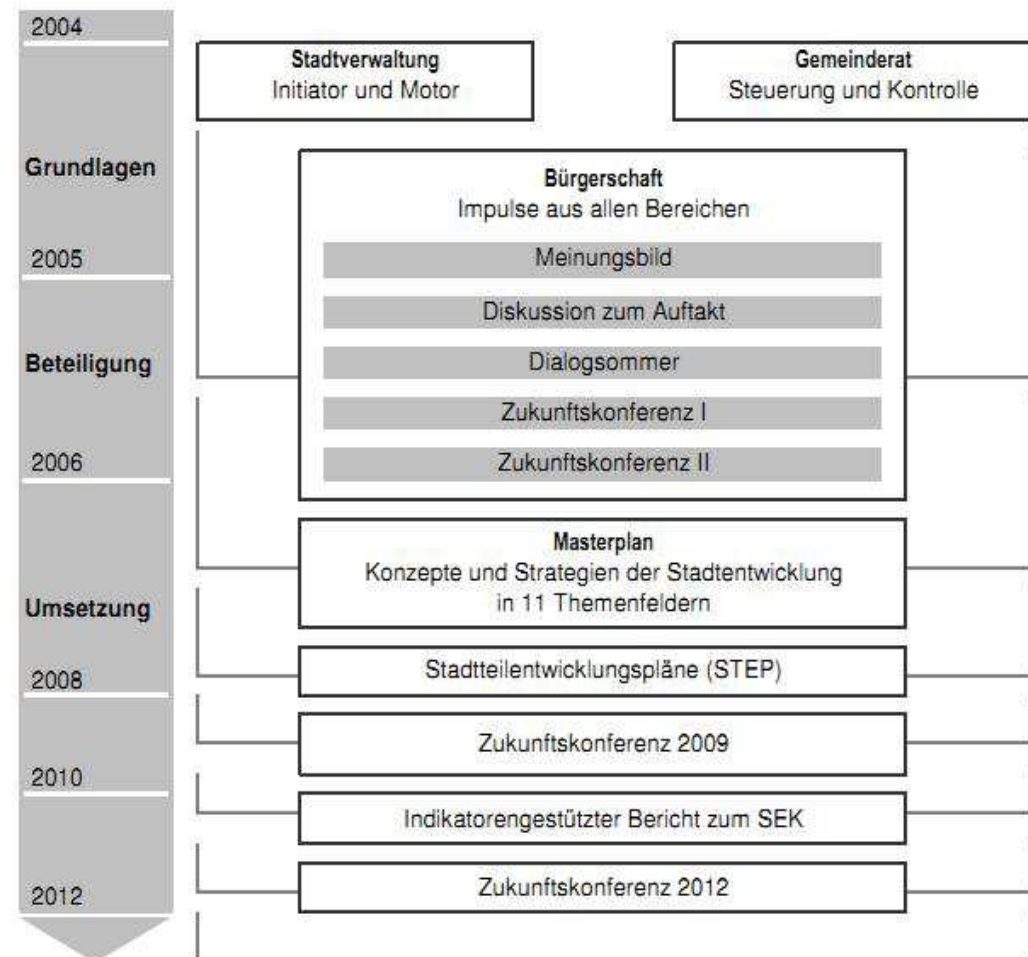 2004
Stadtverwaltung
Initiator und Motor
Gemeinderat
Steuerung und Kontrolle
Grundlagen
Bürgerschaft
Impulse aus allen Bereichen
Meinungsbild
2005
Diskussion zum Auftakt
Beteiligung
Dialogsommer
Zukunftskonferenz I
2006
Zukunftskonferenz II
Masterplan
Konzepte und Strategien der Stadtentwicklung
in 11 Themenfeldern
Umsetzung
Stadtteilentwicklungspläne (STEP)
2008
Zukunftskonferenz 2009
2010
Indikatorengestützter Bericht zum SEK
Zukunftskonferenz 2012
2012